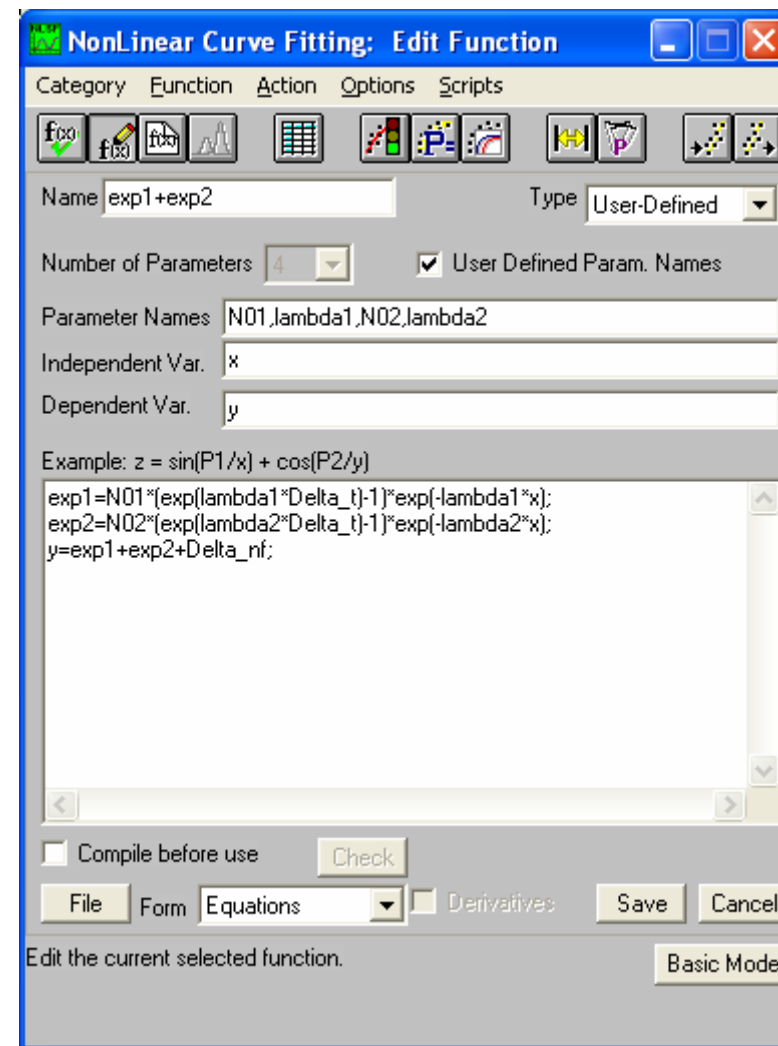 NonLinear Curve Fitting: Edit Function
Category Function Action Options Scripts
Name exp1+exp2 Type User-Defined
Number of Parameters 4 User Defined Param. Names
Parameter Names N01,lambda1,N02,lambda2
Independent Var. x
Dependent Var. y
Example: z = sin(P1/x) + cos(P2/y)
exp1=N01*(exp(lambda1*Delta_t)-1)*exp(-lambda1*x);
exp2=N02*(exp(lambda2*Delta_t)-1)*exp(-lambda2*x);
y=exp1+exp2+Delta_nf;
Compile before use Check
File Form Equations Derivatives Save Cancel
Edit the current selected function. Basic Mode